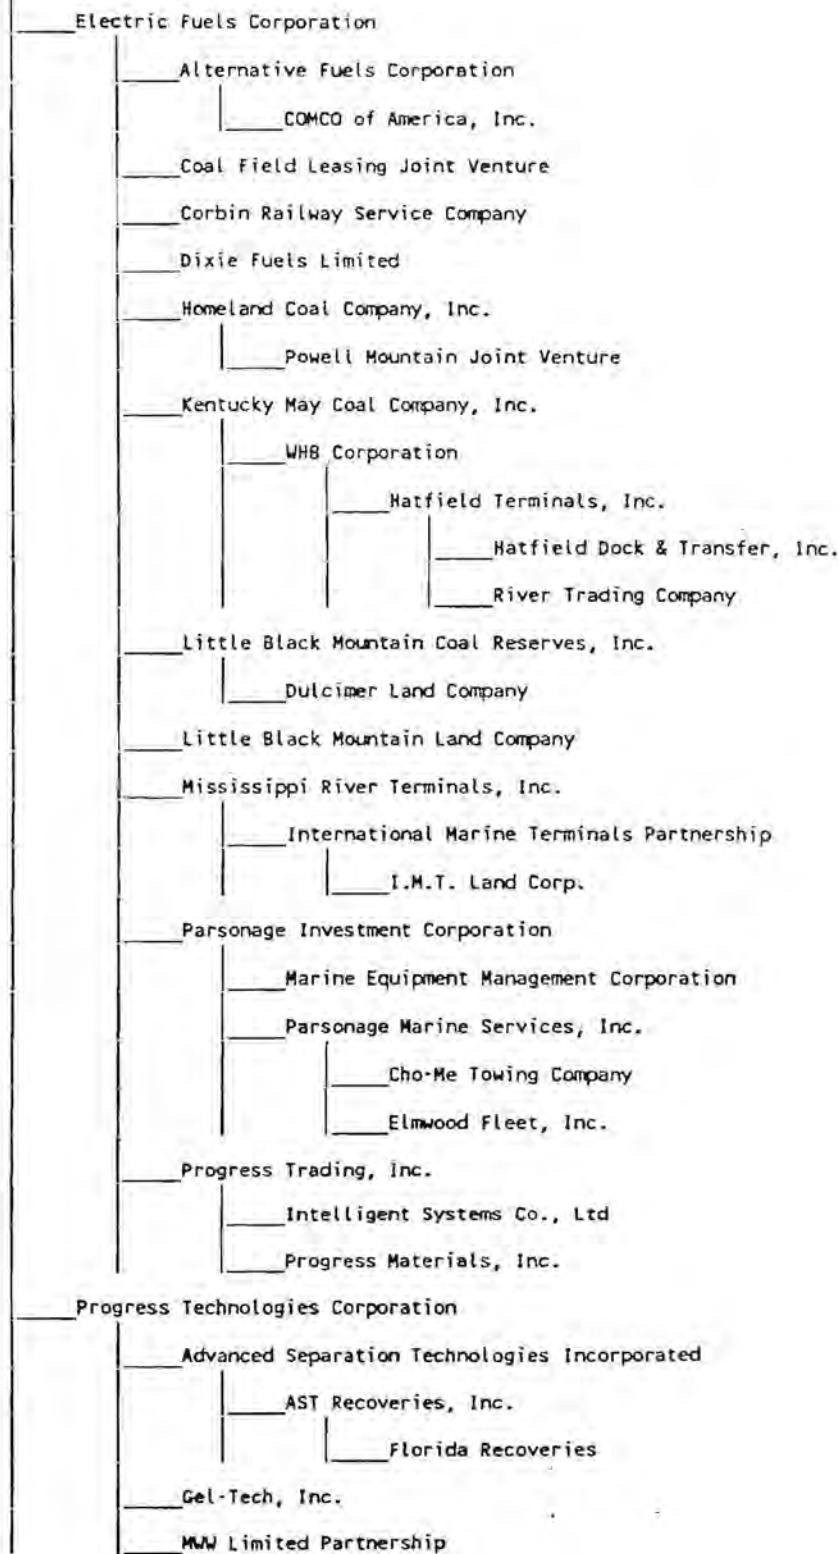 Electric Fuels Corporation
Alternative Fuels Corporation
COMCO of America, Inc.
Coal Field Leasing Joint Venture
Corbin Railway Service Company
Dixie Fuels Limited
Homeland Coal Company, Inc.
Powell Mountain Joint Venture
Kentucky May Coal Company, Inc.
WHB Corporation
Hatfield Terminals, Inc.
Hatfield Dock & Transfer, Inc.
River Trading Company
Little Black Mountain Coal Reserves, Inc.
Dulcimer Land Company
Little Black Mountain Land Company
Mississippi River Terminals, Inc.
International Marine Terminals Partnership
I.M.T. Land Corp.
Parsonage Investment Corporation
Marine Equipment Management Corporation
Parsonage Marine Services, Inc.
Cho-Me Towing Company
Elmwood Fleet, Inc.
Progress Trading, Inc.
Intelligent Systems Co., Ltd
Progress Materials, Inc.
Progress Technologies Corporation
Advanced Separation Technologies Incorporated
AST Recoveries, Inc.
Florida Recoveries
Gel-Tech, Inc.
MWW Limited Partnership